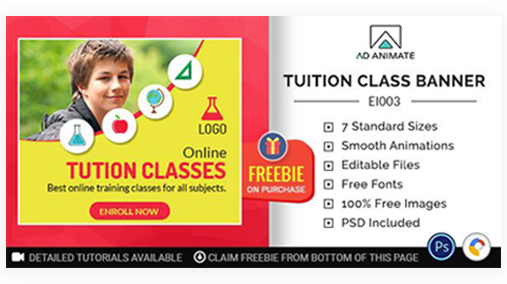 LOGO
Online
TUTION CLASSES
Best online training classes for all subjects.
ENROLL NOW
FREEBIE
ON PURCHASE
AD ANIMATE
TUITION CLASS BANNER
EI003
7 Standard Sizes
Smooth Animations
Editable Files
Free Fonts
100% Free Images
PSD Included
Ps
DETAILED TUTORIALS AVAILABLE
CLAIM FREEBIE FROM BOTTOM OF THIS PAGE